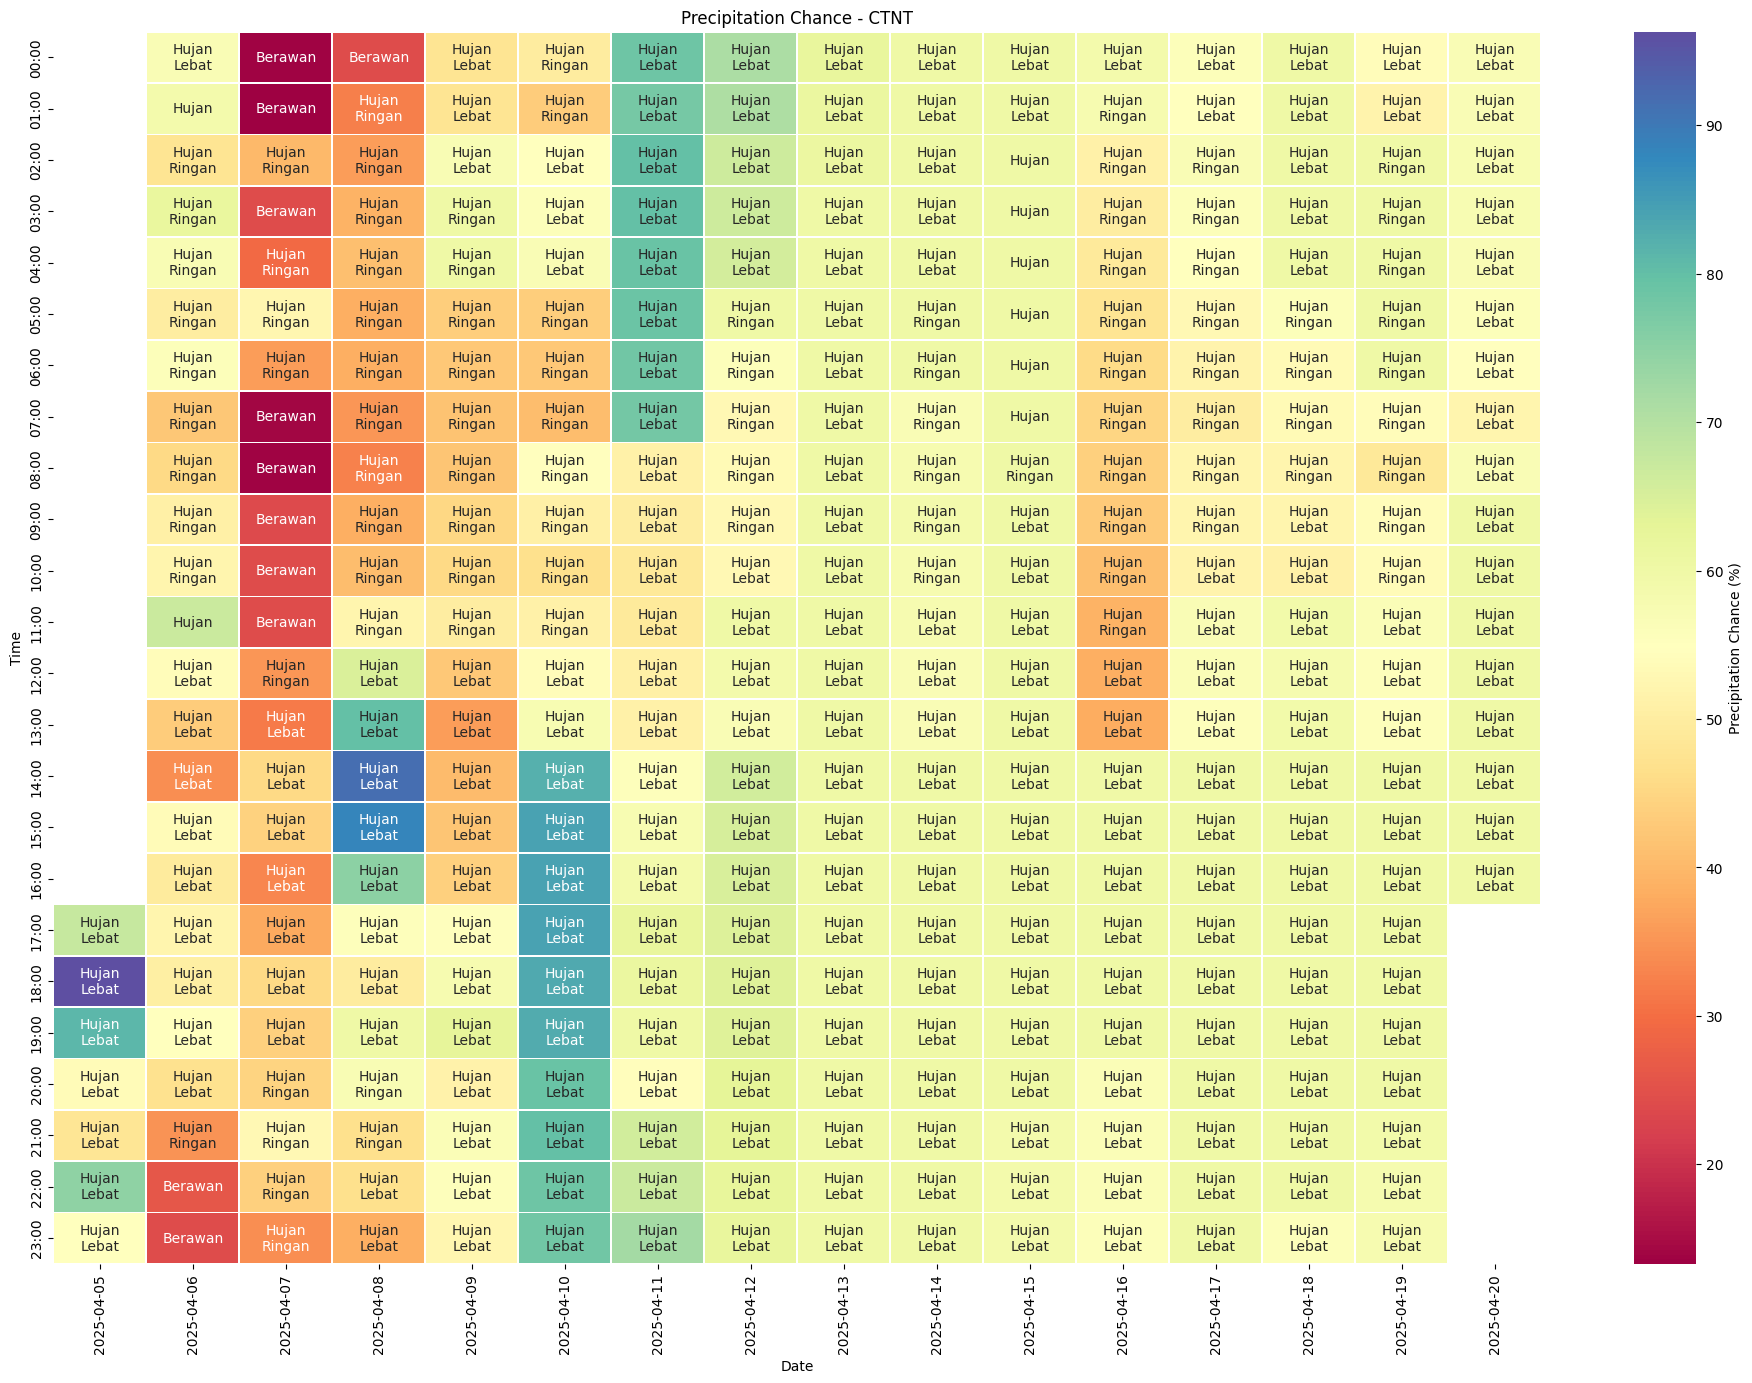 Precipitation Chance - CTNT
00:00 Hujan Lebat Berawan Berawan Hujan Lebat Hujan Ringan Hujan Lebat Hujan Lebat Hujan Lebat Hujan Lebat Hujan Lebat Hujan Lebat Hujan Lebat Hujan Lebat Hujan Lebat Hujan Lebat
01:00 Hujan Berawan Hujan Ringan Hujan Lebat Hujan Ringan Hujan Lebat Hujan Lebat Hujan Lebat Hujan Lebat Hujan Lebat Hujan Ringan Hujan Lebat Hujan Lebat Hujan Lebat Hujan Lebat
02:00 Hujan Ringan Hujan Ringan Hujan Ringan Hujan Lebat Hujan Lebat Hujan Lebat Hujan Lebat Hujan Lebat Hujan Lebat Hujan Hujan Ringan Hujan Ringan Hujan Lebat Hujan Ringan Hujan Lebat
03:00 Hujan Ringan Berawan Hujan Ringan Hujan Ringan Hujan Lebat Hujan Lebat Hujan Lebat Hujan Lebat Hujan Lebat Hujan Hujan Ringan Hujan Ringan Hujan Lebat Hujan Ringan Hujan Lebat
04:00 Hujan Ringan Hujan Ringan Hujan Ringan Hujan Ringan Hujan Lebat Hujan Lebat Hujan Lebat Hujan Lebat Hujan Lebat Hujan Hujan Ringan Hujan Ringan Hujan Lebat Hujan Ringan Hujan Lebat
05:00 Hujan Ringan Hujan Ringan Hujan Ringan Hujan Ringan Hujan Ringan Hujan Lebat Hujan Ringan Hujan Lebat Hujan Ringan Hujan Hujan Ringan Hujan Ringan Hujan Ringan Hujan Ringan Hujan Lebat
06:00 Hujan Ringan Hujan Ringan Hujan Ringan Hujan Ringan Hujan Ringan Hujan Lebat Hujan Ringan Hujan Lebat Hujan Ringan Hujan Hujan Ringan Hujan Ringan Hujan Ringan Hujan Ringan Hujan Lebat
07:00 Hujan Ringan Berawan Hujan Ringan Hujan Ringan Hujan Ringan Hujan Lebat Hujan Ringan Hujan Lebat Hujan Ringan Hujan Hujan Ringan Hujan Ringan Hujan Ringan Hujan Ringan Hujan Lebat
08:00 Hujan Ringan Berawan Hujan Ringan Hujan Ringan Hujan Ringan Hujan Lebat Hujan Ringan Hujan Lebat Hujan Ringan Hujan Ringan Hujan Ringan Hujan Ringan Hujan Ringan Hujan Ringan Hujan Lebat
09:00 Hujan Ringan Berawan Hujan Ringan Hujan Ringan Hujan Ringan Hujan Lebat Hujan Ringan Hujan Lebat Hujan Ringan Hujan Lebat Hujan Ringan Hujan Ringan Hujan Lebat Hujan Ringan Hujan Lebat
10:00 Hujan Ringan Berawan Hujan Ringan Hujan Ringan Hujan Ringan Hujan Lebat Hujan Lebat Hujan Lebat Hujan Ringan Hujan Lebat Hujan Ringan Hujan Lebat Hujan Lebat Hujan Ringan Hujan Lebat
11:00 Hujan Berawan Hujan Ringan Hujan Ringan Hujan Ringan Hujan Lebat Hujan Lebat Hujan Lebat Hujan Lebat Hujan Lebat Hujan Ringan Hujan Lebat Hujan Lebat Hujan Lebat Hujan Lebat
12:00 Hujan Lebat Hujan Ringan Hujan Lebat Hujan Lebat Hujan Lebat Hujan Lebat Hujan Lebat Hujan Lebat Hujan Lebat Hujan Lebat Hujan Lebat Hujan Lebat Hujan Lebat Hujan Lebat Hujan Lebat
13:00 Hujan Lebat Hujan Lebat Hujan Lebat Hujan Lebat Hujan Lebat Hujan Lebat Hujan Lebat Hujan Lebat Hujan Lebat Hujan Lebat Hujan Lebat Hujan Lebat Hujan Lebat Hujan Lebat Hujan Lebat
14:00 Hujan Lebat Hujan Lebat Hujan Lebat Hujan Lebat Hujan Lebat Hujan Lebat Hujan Lebat Hujan Lebat Hujan Lebat Hujan Lebat Hujan Lebat Hujan Lebat Hujan Lebat Hujan Lebat Hujan Lebat
15:00 Hujan Lebat Hujan Lebat Hujan Lebat Hujan Lebat Hujan Lebat Hujan Lebat Hujan Lebat Hujan Lebat Hujan Lebat Hujan Lebat Hujan Lebat Hujan Lebat Hujan Lebat Hujan Lebat Hujan Lebat
16:00 Hujan Lebat Hujan Lebat Hujan Lebat Hujan Lebat Hujan Lebat Hujan Lebat Hujan Lebat Hujan Lebat Hujan Lebat Hujan Lebat Hujan Lebat Hujan Lebat Hujan Lebat Hujan Lebat Hujan Lebat
17:00 Hujan Lebat Hujan Lebat Hujan Lebat Hujan Lebat Hujan Lebat Hujan Lebat Hujan Lebat Hujan Lebat Hujan Lebat Hujan Lebat Hujan Lebat Hujan Lebat Hujan Lebat Hujan Lebat Hujan Lebat
18:00 Hujan Lebat Hujan Lebat Hujan Lebat Hujan Lebat Hujan Lebat Hujan Lebat Hujan Lebat Hujan Lebat Hujan Lebat Hujan Lebat Hujan Lebat Hujan Lebat Hujan Lebat Hujan Lebat Hujan Lebat
19:00 Hujan Lebat Hujan Lebat Hujan Lebat Hujan Lebat Hujan Lebat Hujan Lebat Hujan Lebat Hujan Lebat Hujan Lebat Hujan Lebat Hujan Lebat Hujan Lebat Hujan Lebat Hujan Lebat Hujan Lebat
20:00 Hujan Lebat Hujan Lebat Hujan Ringan Hujan Ringan Hujan Lebat Hujan Lebat Hujan Lebat Hujan Lebat Hujan Lebat Hujan Lebat Hujan Lebat Hujan Lebat Hujan Lebat Hujan Lebat Hujan Lebat
21:00 Hujan Lebat Hujan Ringan Hujan Ringan Hujan Ringan Hujan Lebat Hujan Lebat Hujan Lebat Hujan Lebat Hujan Lebat Hujan Lebat Hujan Lebat Hujan Lebat Hujan Lebat Hujan Lebat Hujan Lebat
22:00 Hujan Lebat Berawan Hujan Ringan Hujan Lebat Hujan Lebat Hujan Lebat Hujan Lebat Hujan Lebat Hujan Lebat Hujan Lebat Hujan Lebat Hujan Lebat Hujan Lebat Hujan Lebat Hujan Lebat
23:00 Hujan Lebat Berawan Hujan Ringan Hujan Lebat Hujan Lebat Hujan Lebat Hujan Lebat Hujan Lebat Hujan Lebat Hujan Lebat Hujan Lebat Hujan Lebat Hujan Lebat Hujan Lebat Hujan Lebat
Time
2025-04-05 2025-04-06 2025-04-07 2025-04-08 2025-04-09 2025-04-10 2025-04-11 2025-04-12 2025-04-13 2025-04-14 2025-04-15 2025-04-16 2025-04-17 2025-04-18 2025-04-19 2025-04-20
Date
90
80
70
60
50
40
30
20
Precipitation Chance (%)